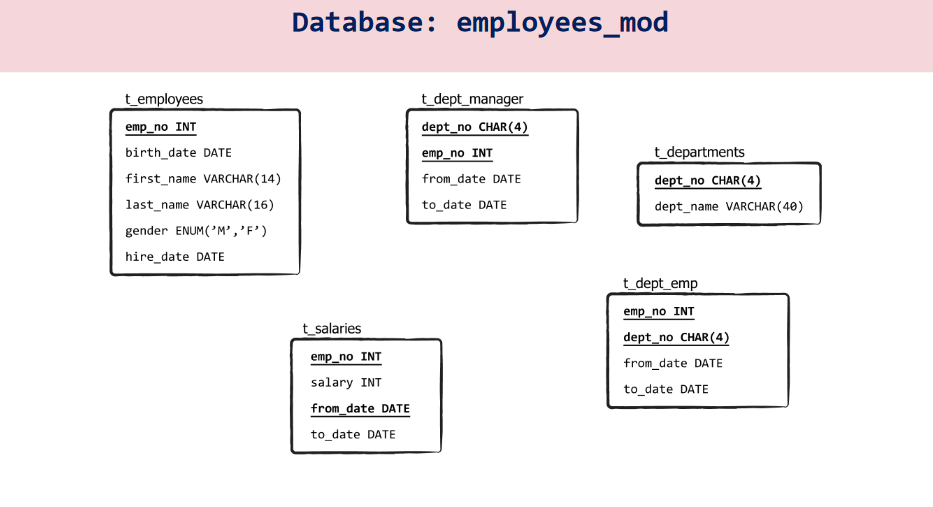 Database: employees_mod
t_employees
emp_no INT
birth_date DATE
first_name VARCHAR(14)
last_name VARCHAR(16)
gender ENUM(’M’,’F’)
hire_date DATE
t_dept_manager
dept_no CHAR(4)
emp_no INT
from_date DATE
to_date DATE
t_departments
dept_no CHAR(4)
dept_name VARCHAR(40)
t_salaries
emp_no INT
salary INT
from_date DATE
to_date DATE
t_dept_emp
emp_no INT
dept_no CHAR(4)
from_date DATE
to_date DATE